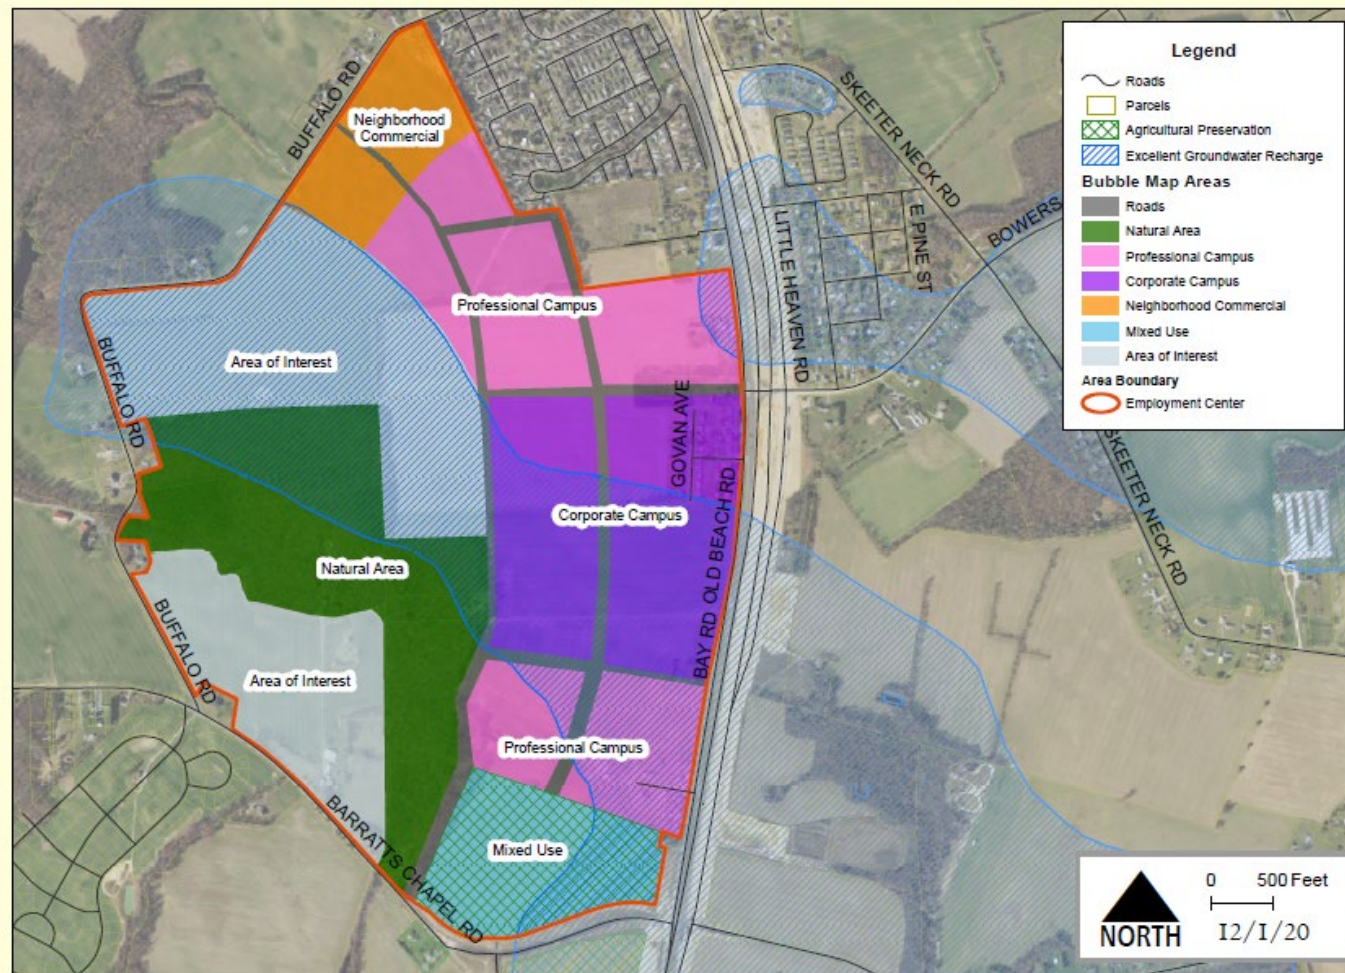 BUFFALO RD
Neighborhood
Commercial
SKEETER NECK RD
Legend
Roads
Parcels
Agricultural Preservation
Excellent Groundwater Recharge
Bubble Map Areas
Roads
Natural Area
Professional Campus
Corporate Campus
Neighborhood Commercial
Mixed Use
Area of Interest
Area Boundary
Employment Center
E PINE ST
BOWERS
LITTLE HEAVEN RD
Professional Campus
Area of Interest
BUFFALO RD
GOVAN AVE
SKEETER NECK RD
Corporate Campus
BAY RD OLD BEACH RD
Natural Area
BUFFALO RD
Area of Interest
Professional Campus
BARRATTS CHAPEL RD
Mixed Use
NORTH
0 500 Feet
12/1/20